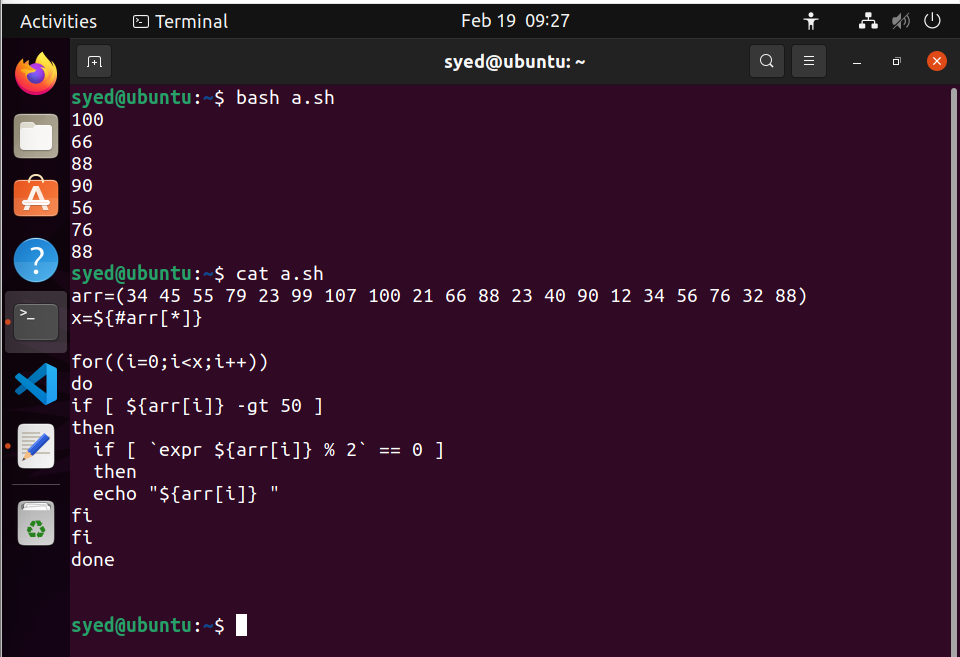 Activities Terminal Feb 19 09:27
syed@ubuntu: ~
syed@ubuntu:~$ bash a.sh
100
66
88
90
56
76
88
syed@ubuntu:~$ cat a.sh
arr=(34 45 55 79 23 99 107 100 21 66 88 23 40 90 12 34 56 76 32 88)
x=${#arr[*]}
for((i=0;i<x;i++))
do
if [ ${arr[i]} -gt 50 ]
then
  if [ `expr ${arr[i]} % 2` == 0 ]
  then
  echo "${arr[i]} "
fi
fi
done
syed@ubuntu:~$